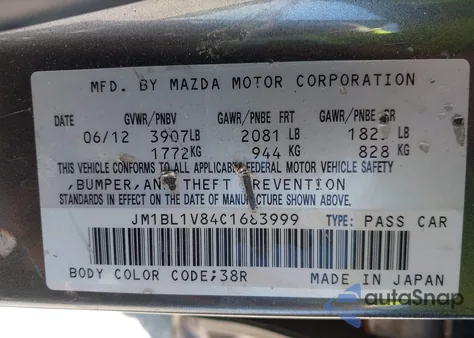 MFD. BY MAZDA MOTOR CORPORATION
DATE GVWR/PNBV GAWR/PNBE FRT GAWR/PNBE RR
06/12 3907LB 2081 LB LB
1772KG 944 KG 828 KG
THIS VEHICLE CONFORMS TO ALL APPLICABLE FEDERAL MOTOR VEHICLE SAFETY
,BUMPER, AND THEFT PREVENTION
STANDARDS IN EFFECT ON THE DATE OF MANUFACTURE SHOWN ABOVE.
JM1BL1V84C1663999 TYPE: PASS CAR
BODY COLOR CODE;38R MADE IN JAPAN
autoSnap